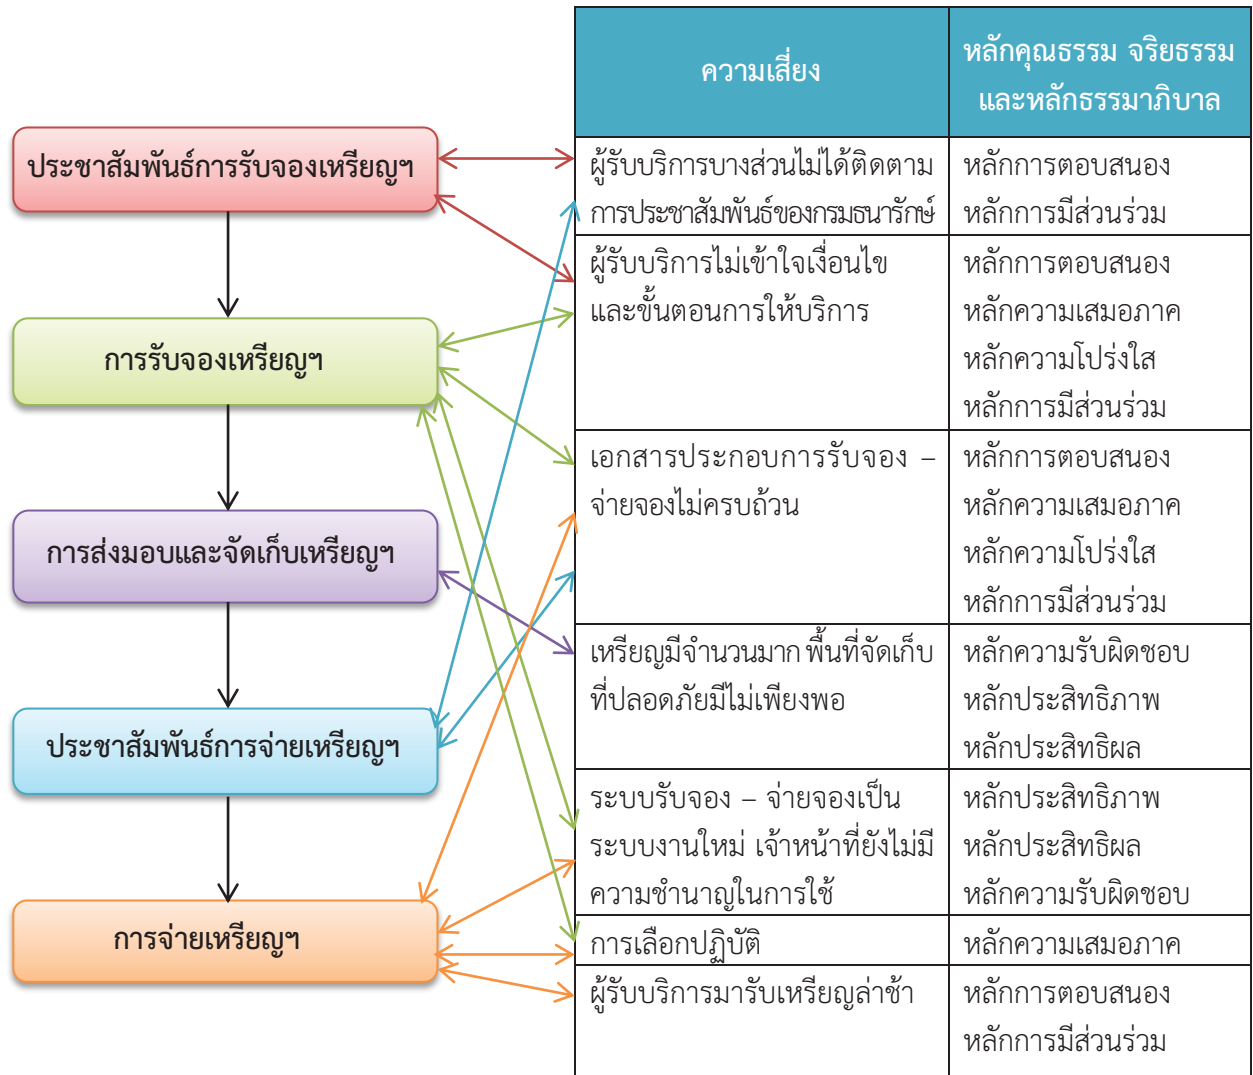 ประชาสัมพันธ์การรับจองเหรียญฯ
การรับจองเหรียญฯ
การส่งมอบและจัดเก็บเหรียญฯ
ประชาสัมพันธ์การจ่ายเหรียญฯ
การจ่ายเหรียญฯ
ความเสี่ยง
หลักคุณธรรม จริยธรรม
และหลักธรรมาภิบาล
ผู้รับบริการบางส่วนไม่ได้ติดตาม
การประชาสัมพันธ์ของกรมธนารักษ์
หลักการตอบสนอง
หลักการมีส่วนร่วม
ผู้รับบริการไม่เข้าใจเงื่อนไข
และขั้นตอนการให้บริการ
หลักการตอบสนอง
หลักความเสมอภาค
หลักความโปร่งใส
หลักการมีส่วนร่วม
เอกสารประกอบการรับจอง –
จ่ายจองไม่ครบถ้วน
หลักการตอบสนอง
หลักความเสมอภาค
หลักความโปร่งใส
หลักการมีส่วนร่วม
เหรียญมีจำนวนมาก พื้นที่จัดเก็บ
ที่ปลอดภัยมีไม่เพียงพอ
หลักความรับผิดชอบ
หลักประสิทธิภาพ
หลักประสิทธิผล
ระบบรับจอง – จ่ายจองเป็น
ระบบงานใหม่ เจ้าหน้าที่ยังไม่มี
ความชำนาญในการใช้
หลักประสิทธิภาพ
หลักประสิทธิผล
หลักความรับผิดชอบ
การเลือกปฏิบัติ
หลักความเสมอภาค
ผู้รับบริการมารับเหรียญล่าช้า
หลักการตอบสนอง
หลักการมีส่วนร่วม